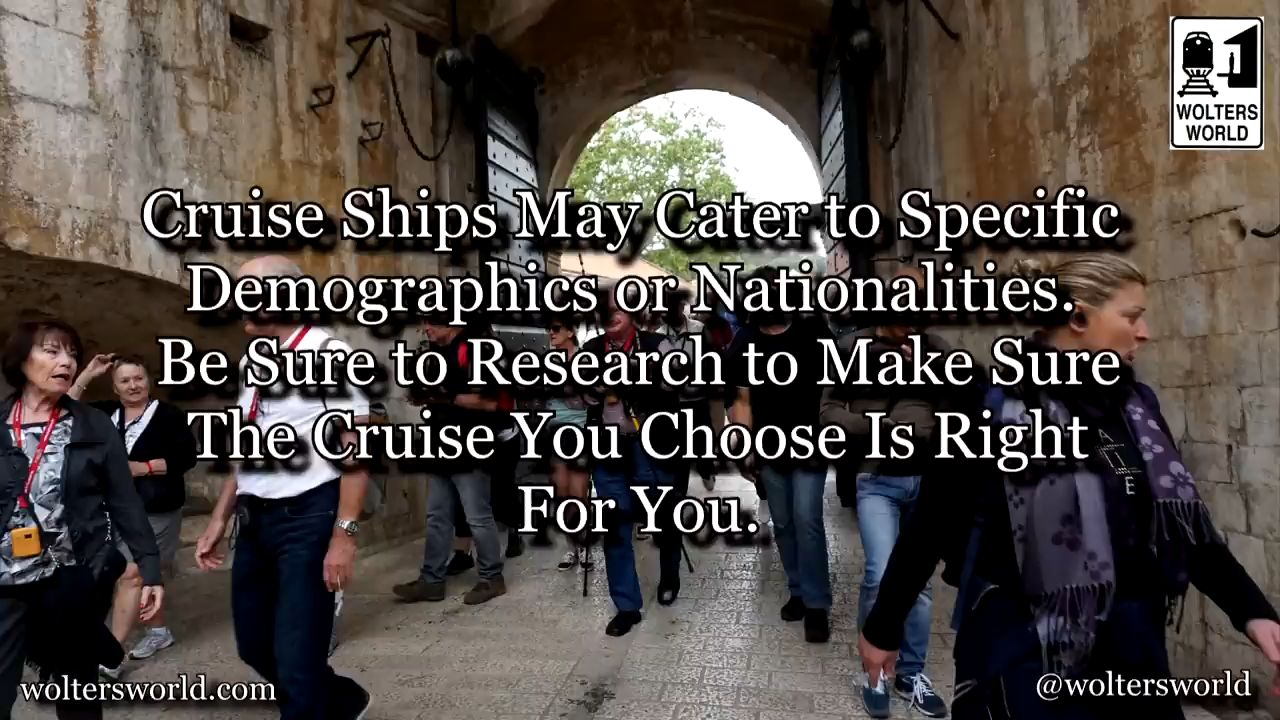 WOLTERS
WORLD
Cruise Ships May Cater to Specific
Demographics or Nationalities.
Be Sure to Research to Make Sure
The Cruise You Choose Is Right
For You.
woltersworld.com
@woltersworld